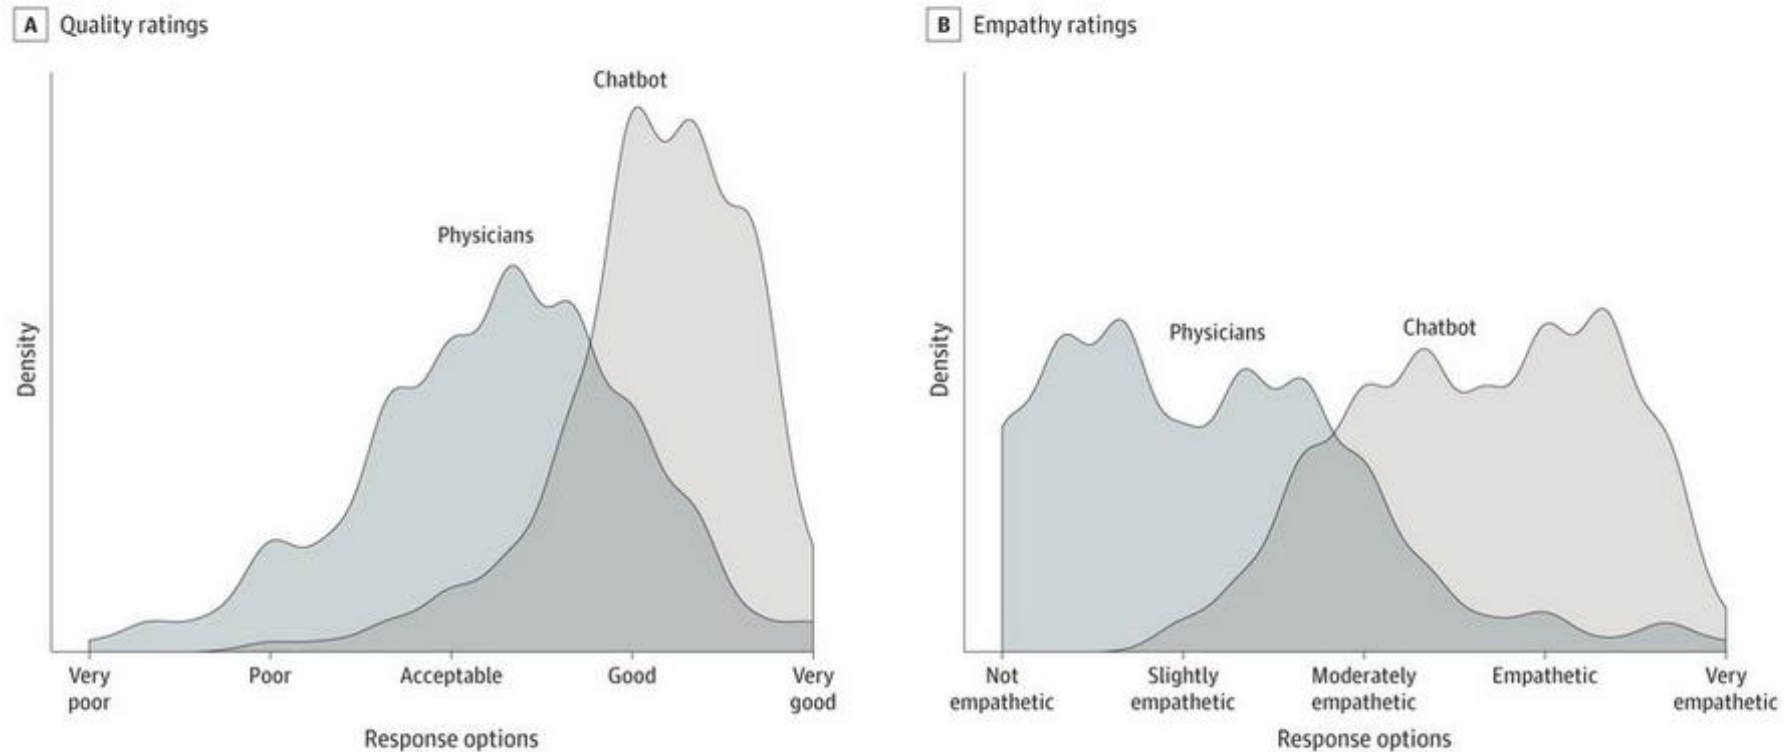 A Quality ratings
Chatbot
Physicians
Density
Very poor
Poor
Acceptable
Good
Very good
Response options
B Empathy ratings
Physicians
Chatbot
Density
Not empathetic
Slightly empathetic
Moderately empathetic
Empathetic
Very empathetic
Response options